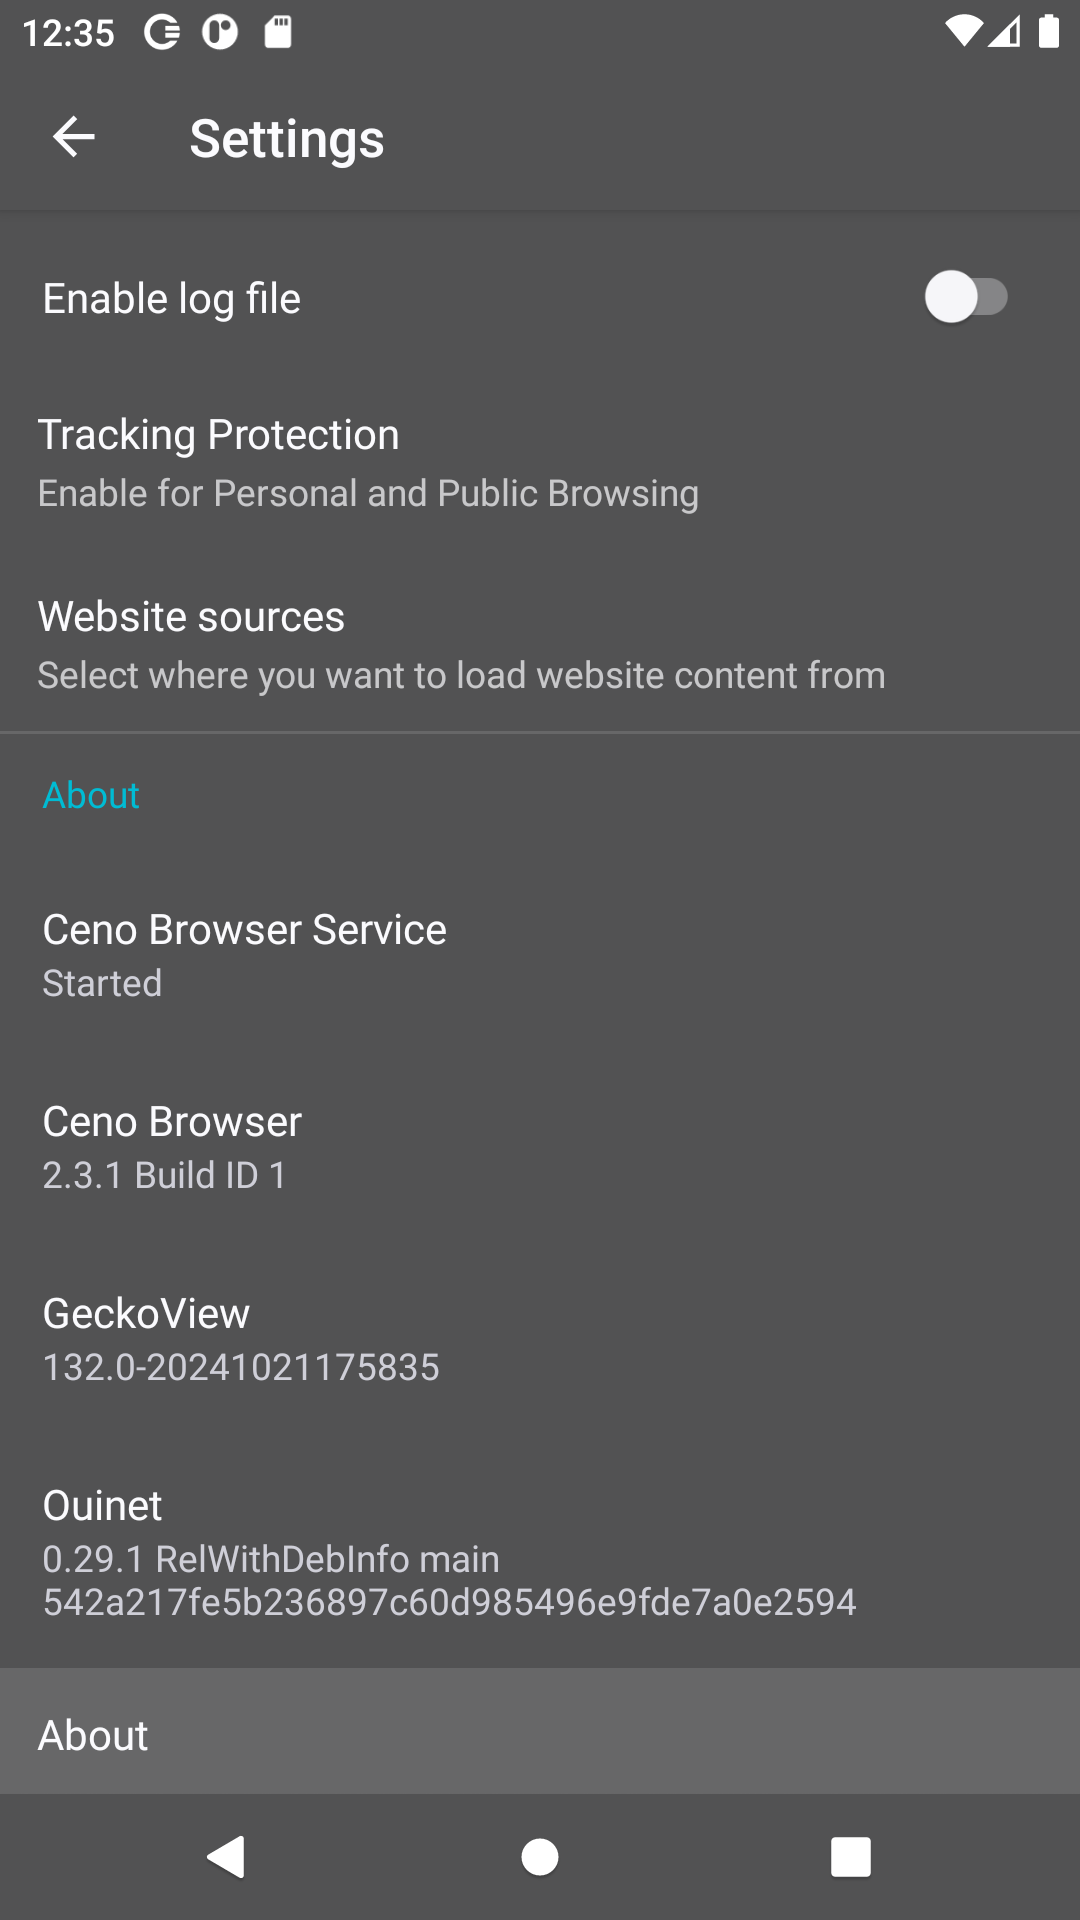 12:35
Settings
Enable log file
Tracking Protection
Enable for Personal and Public Browsing
Website sources
Select where you want to load website content from
About
Ceno Browser Service
Started
Ceno Browser
2.3.1 Build ID 1
GeckoView
132.0-20241021175835
Ouinet
0.29.1 RelWithDebInfo main
542a217fe5b236897c60d985496e9fde7a0e2594
About